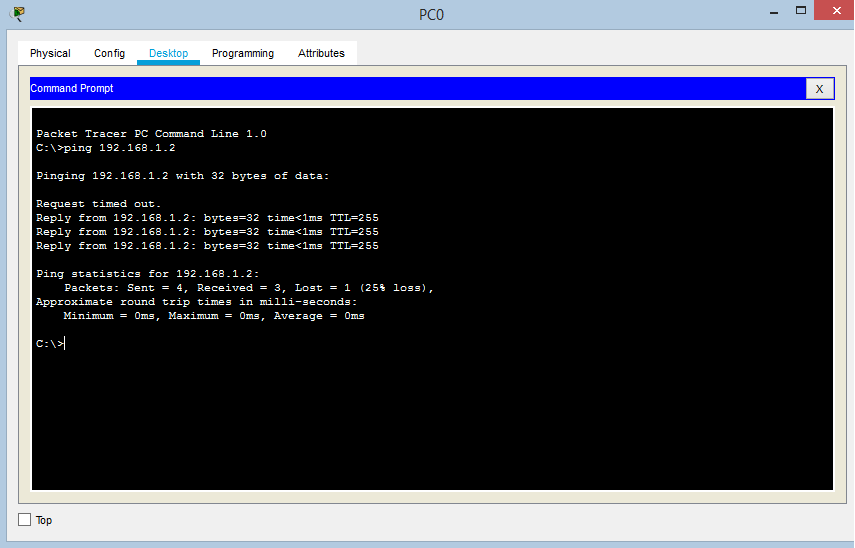 PC0
Physical Config Desktop Programming Attributes
Command Prompt X
Packet Tracer PC Command Line 1.0
C:\>ping 192.168.1.2
Pinging 192.168.1.2 with 32 bytes of data:
Request timed out.
Reply from 192.168.1.2: bytes=32 time<1ms TTL=255
Reply from 192.168.1.2: bytes=32 time<1ms TTL=255
Reply from 192.168.1.2: bytes=32 time<1ms TTL=255
Ping statistics for 192.168.1.2:
Packets: Sent = 4, Received = 3, Lost = 1 (25% loss),
Approximate round trip times in milli-seconds:
Minimum = 0ms, Maximum = 0ms, Average = 0ms
C:\>
Top